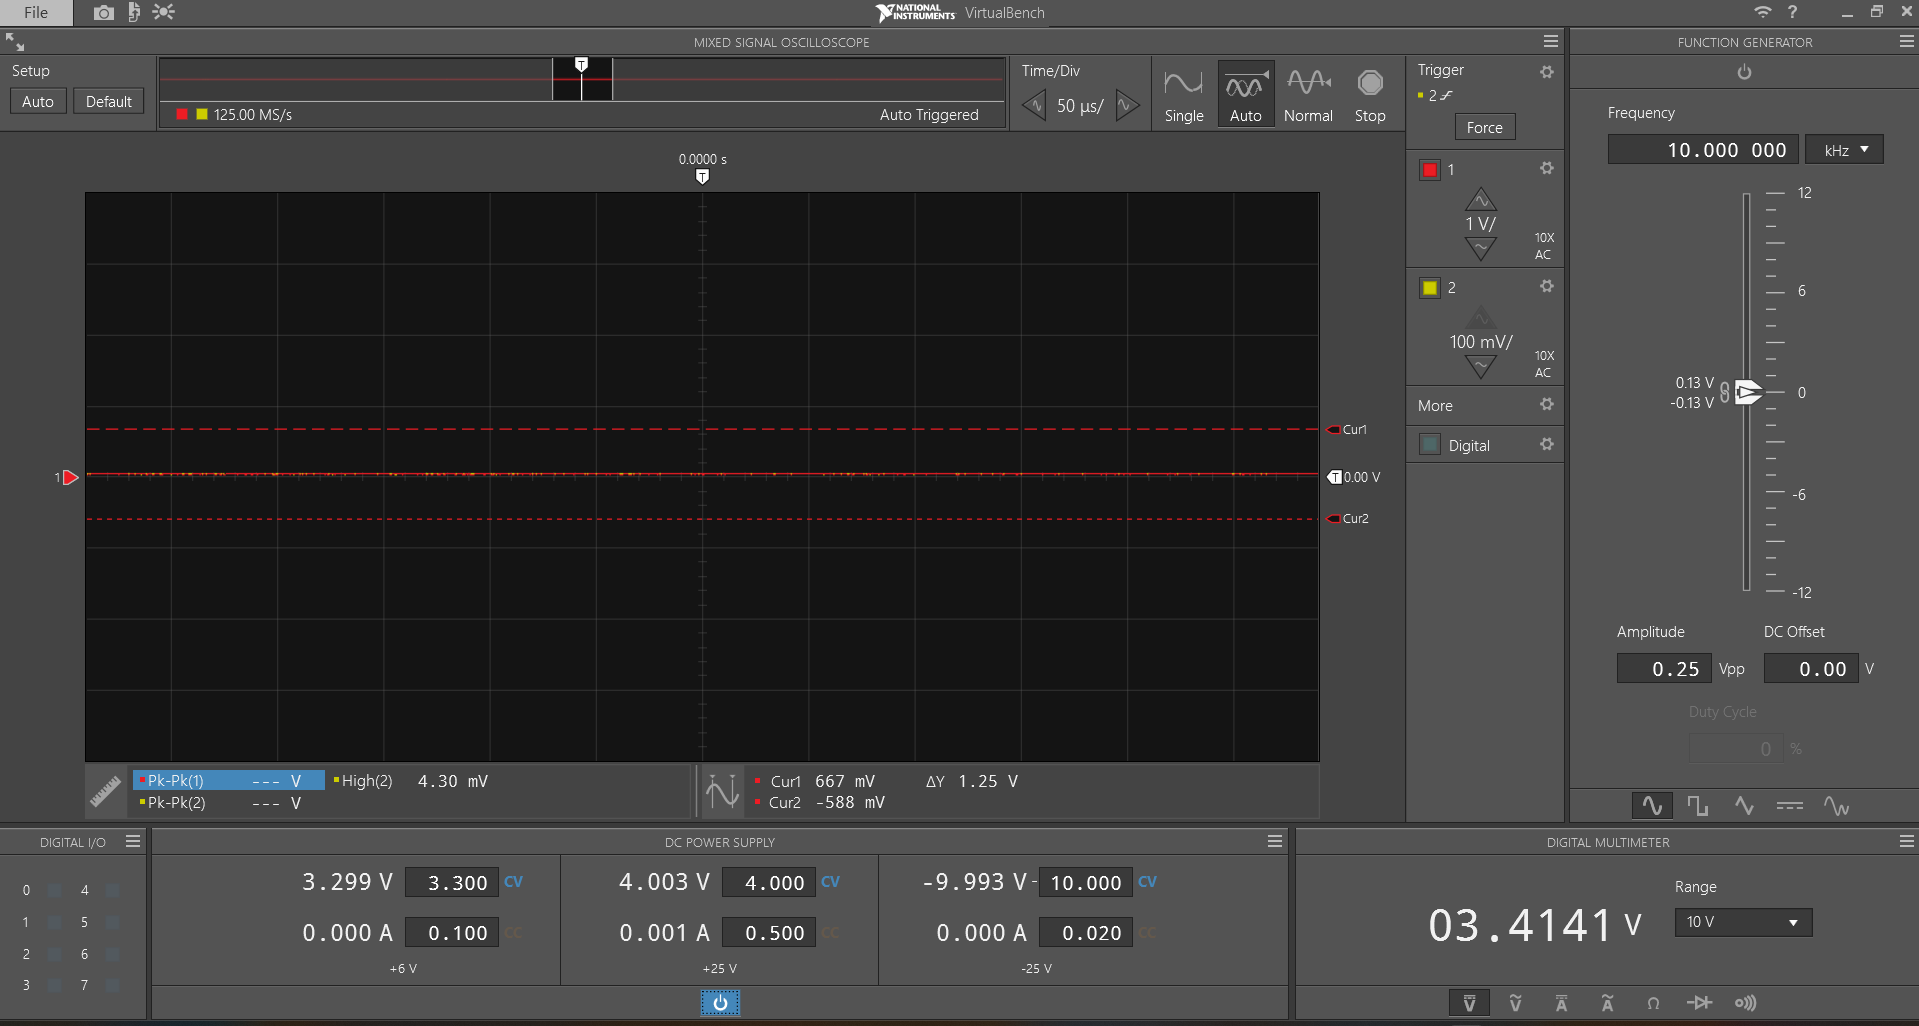 File
NATIONAL INSTRUMENTS VirtualBench
?
MIXED SIGNAL OSCILLOSCOPE
Setup
Auto Default
T
125.00 MS/s Auto Triggered
Time/Div
50 µs/
Single Auto Normal Stop
Trigger
2
Force
0.0000 s
T
1
1 V/
10X
AC
2
100 mV/
10X
AC
More
Digital
Cur1
1
T 0.00 V
Cur2
Pk-Pk(1) --- V High(2) 4.30 mV
Pk-Pk(2) --- V
Cur1 667 mV ΔY 1.25 V
Cur2 -588 mV
FUNCTION GENERATOR
Frequency
10.000 000 kHz
12
6
0.13 V
-0.13 V
0
-6
-12
Amplitude DC Offset
0.25 Vpp 0.00 V
Duty Cycle
0 %
DIGITAL I/O
0 4
1 5
2 6
3 7
DC POWER SUPPLY
3.299 V 3.300 CV 4.003 V 4.000 CV -9.993 V -10.000 CV
0.000 A 0.100 CC 0.001 A 0.500 CC 0.000 A 0.020 CC
+6 V +25 V -25 V
DIGITAL MULTIMETER
Range
03.4141 V 10 V
V V A A Ω